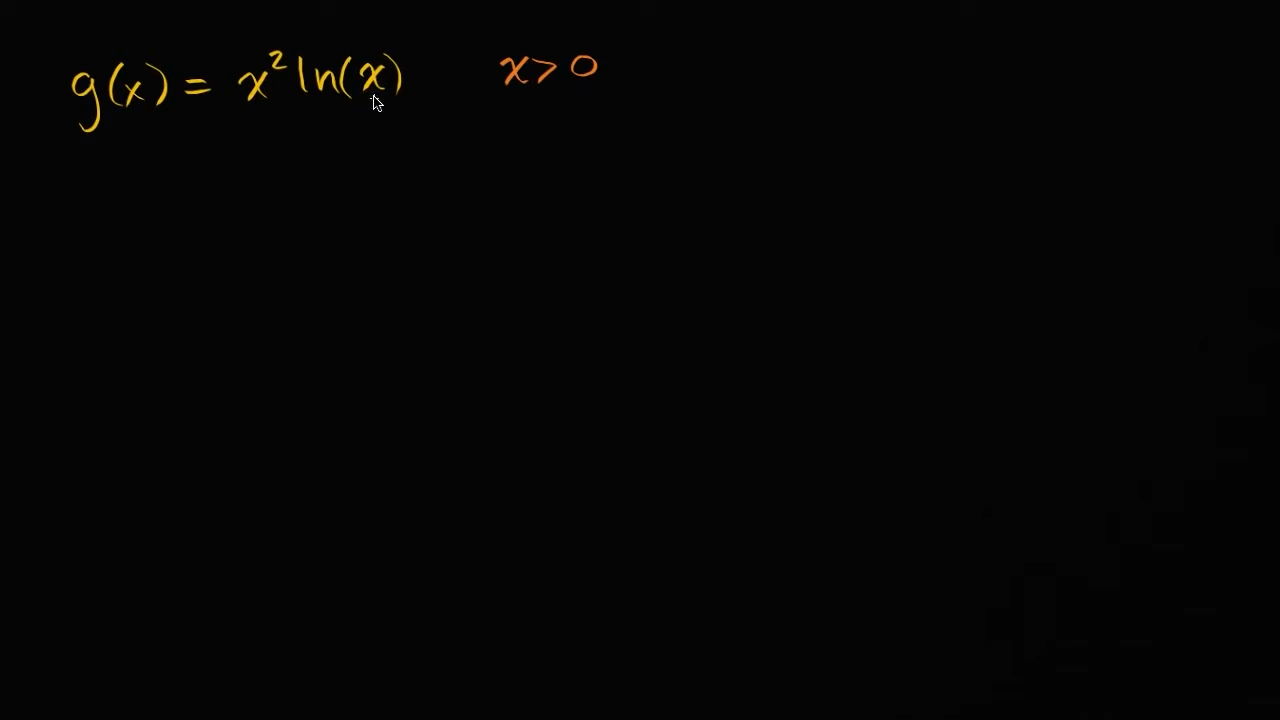 g(x) = x² ln(x) x > 0